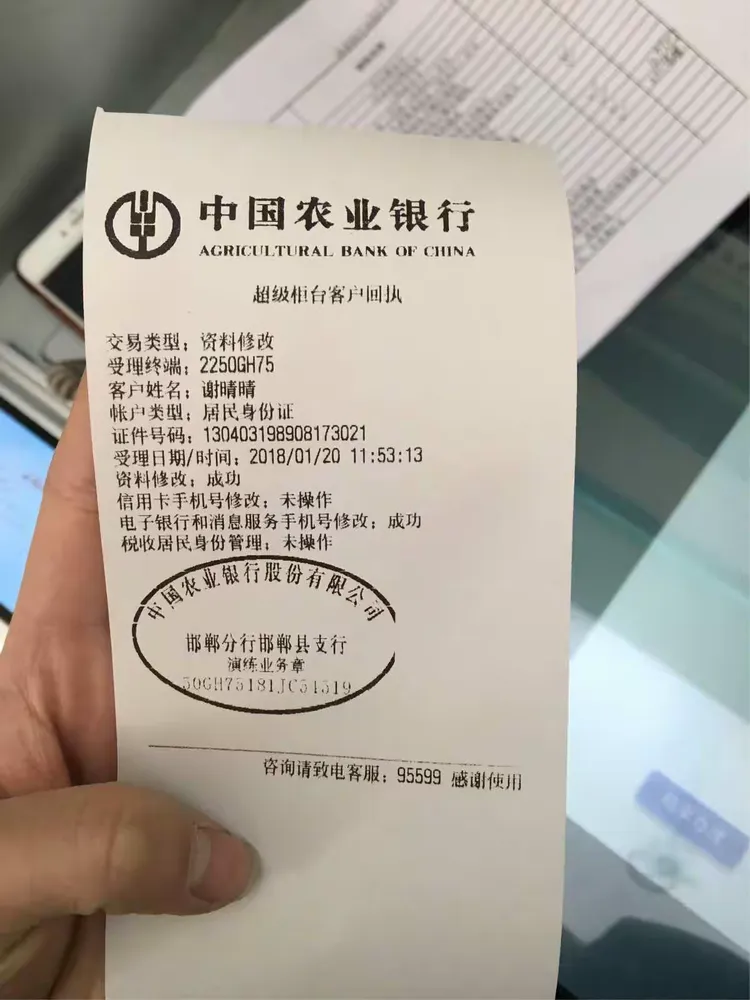 中国农业银行
AGRICULTURAL BANK OF CHINA
超级柜台客户回执
交易类型：资料修改
受理终端：2250GH75
客户姓名：谢晴晴
帐户类型：居民身份证
证件号码：130403198908173021
受理日期/时间：2018/01/20 11:53:13
资料修改：成功
信用卡手机号修改：未操作
电子银行和消息服务手机号修改：成功
税收居民身份管理：未操作
中国农业银行股份有限公司
邯郸分行邯郸县支行
演练业务章
50GH75181JC54519
咨询请致电客服：95599 感谢使用